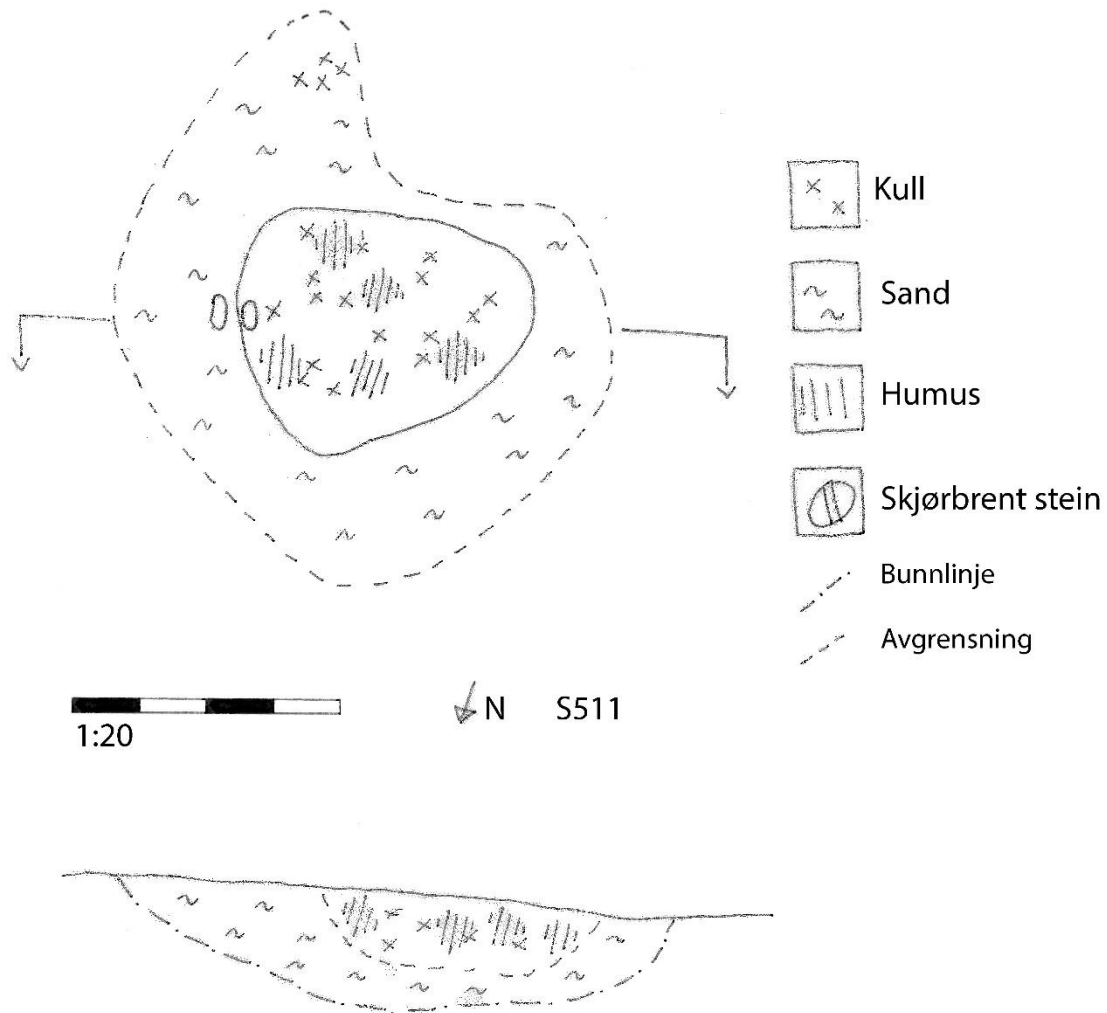 Kull
Sand
Humus
Skjørbrent stein
Bunnlinje
Avgrensning
1:20
N
S511